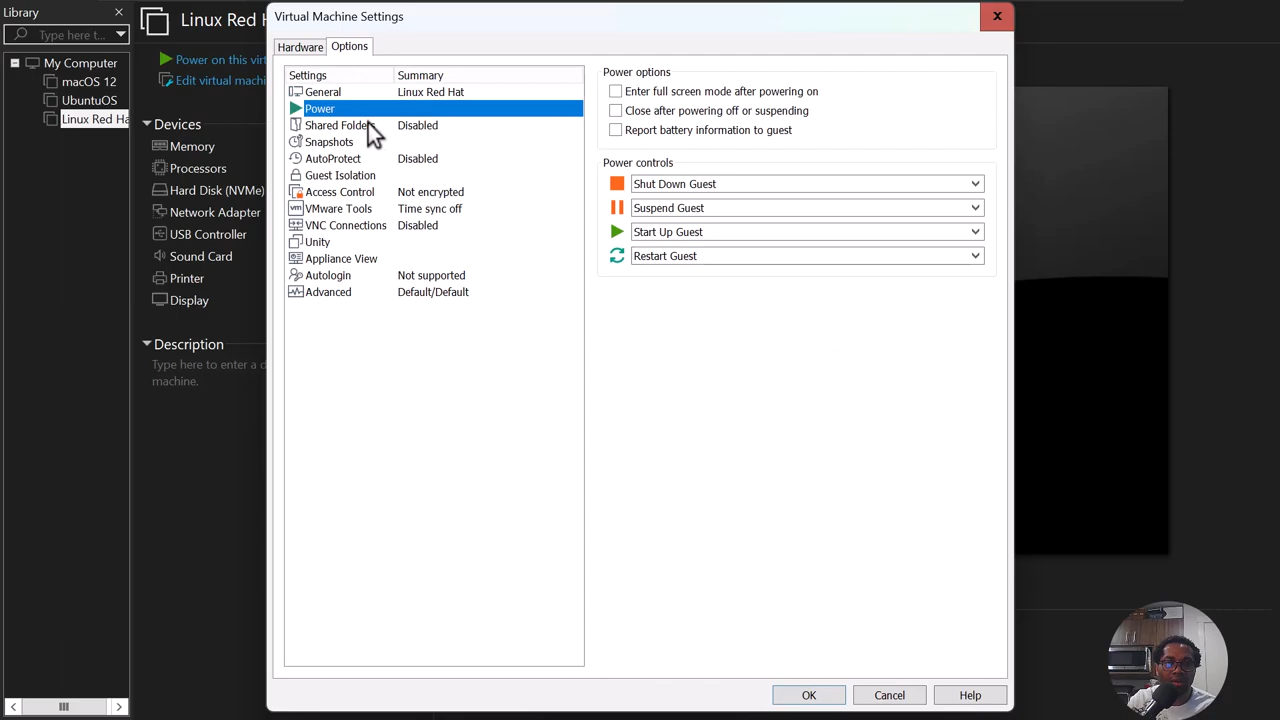 Library
Type here t...
My Computer
macOS 12
UbuntuOS
Linux Red Ha
Linux Red H
Power on this virt
Edit virtual machi
Devices
Memory
Processors
Hard Disk (NVMe)
Network Adapter
USB Controller
Sound Card
Printer
Display
Description
Type here to enter a d
machine.
Virtual Machine Settings
Hardware
Options
Settings
Summary
General
Linux Red Hat
Power
Shared Folde
Disabled
Snapshots
AutoProtect
Disabled
Guest Isolation
Access Control
Not encrypted
VMware Tools
Time sync off
VNC Connections
Disabled
Unity
Appliance View
Autologin
Not supported
Advanced
Default/Default
Power options
Enter full screen mode after powering on
Close after powering off or suspending
Report battery information to guest
Power controls
Shut Down Guest
Suspend Guest
Start Up Guest
Restart Guest
OK
Cancel
Help